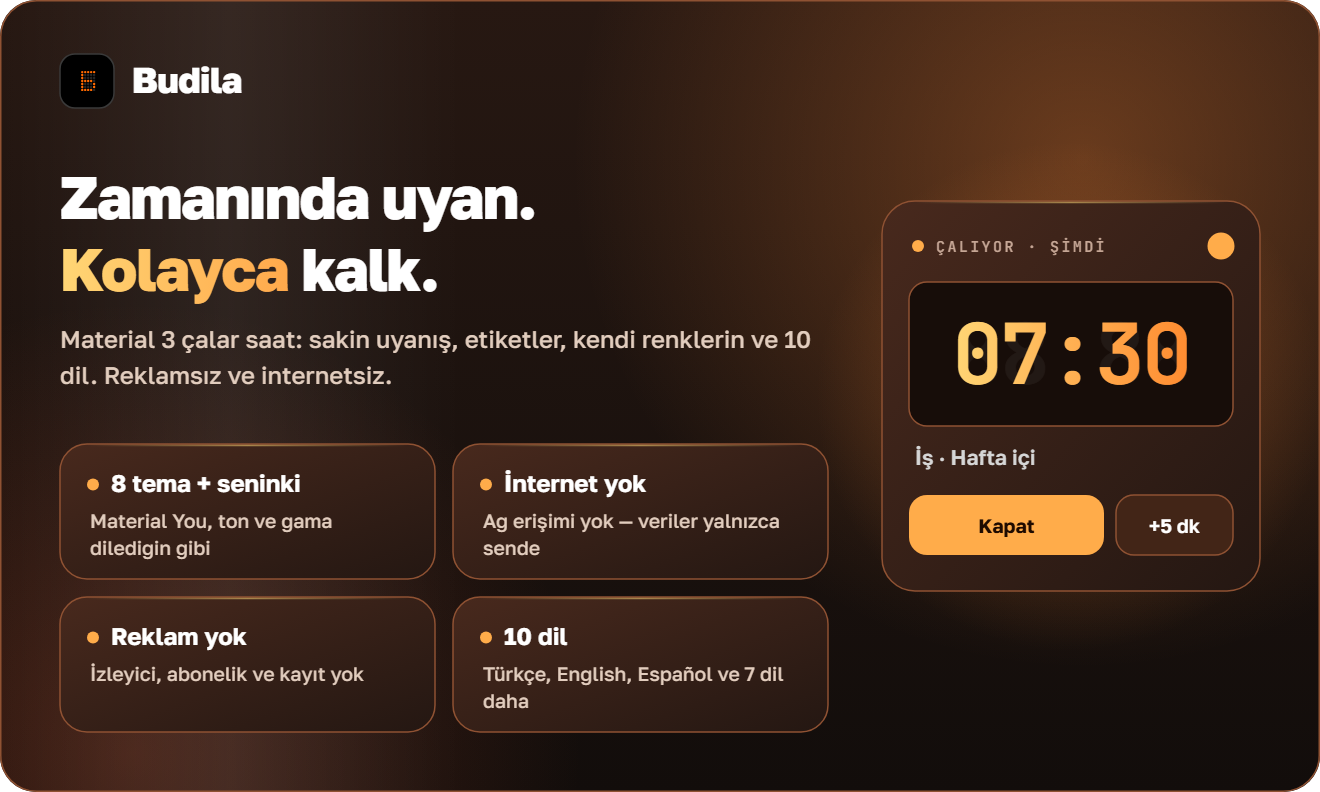 Budila
Zamanında uyan.
Kolayca kalk.
Material 3 çalar saat: sakin uyanış, etiketler, kendi renklerin ve 10
dil. Reklamsız ve internetsiz.
8 tema + seninki
Material You, ton ve gama
diledigin gibi
İnternet yok
Ag erişimi yok — veriler yalnızca
sende
Reklam yok
İzleyici, abonelik ve kayıt yok
10 dil
Türkçe, English, Español ve 7 dil
daha
ÇALIYOR · ŞİMDİ
07:30
İş · Hafta içi
Kapat
+5 dk